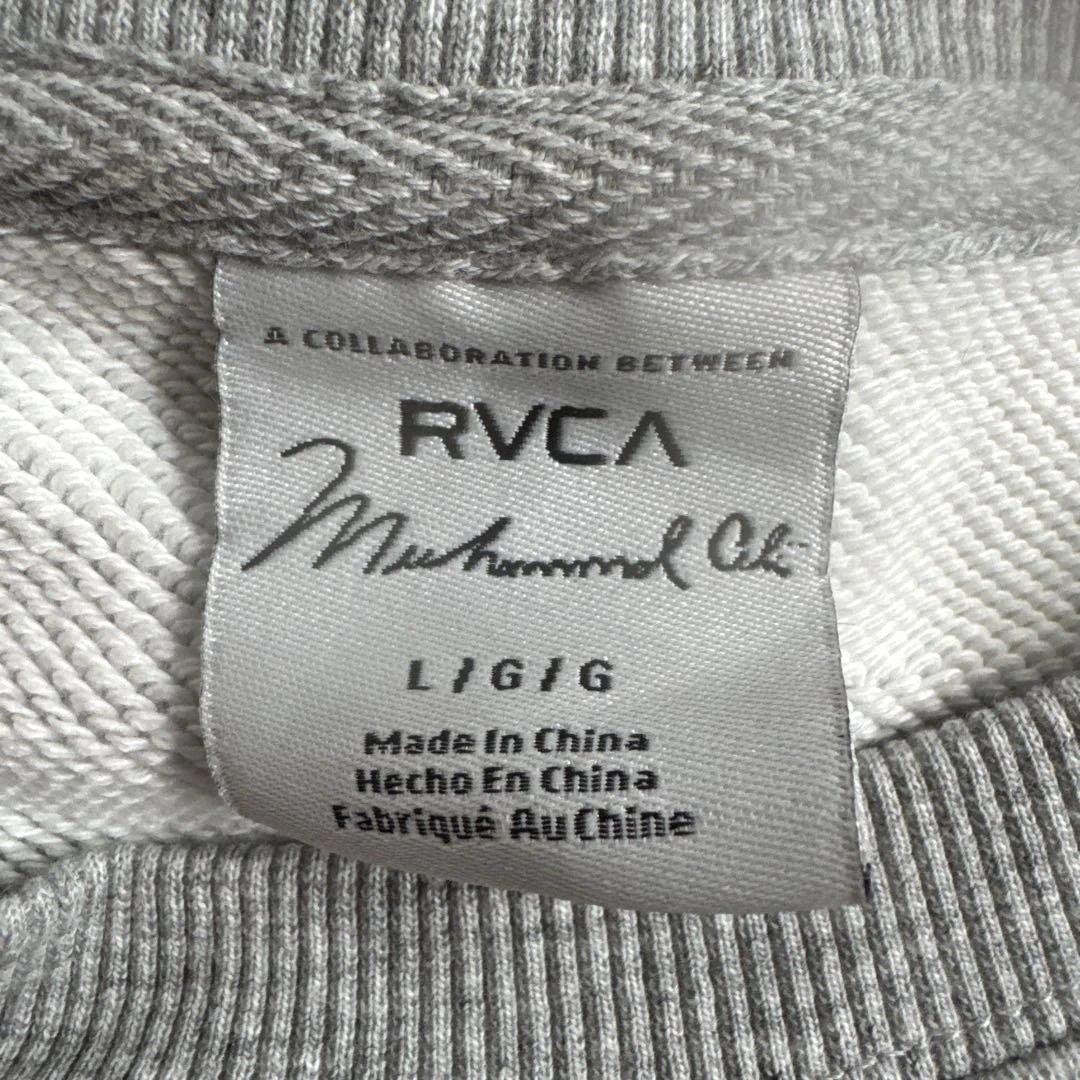 A COLLABORATION BETWEEN
RVCA
Muhammad Ali
L / G / G
Made In China
Hecho En China
Fabriqué Au Chine